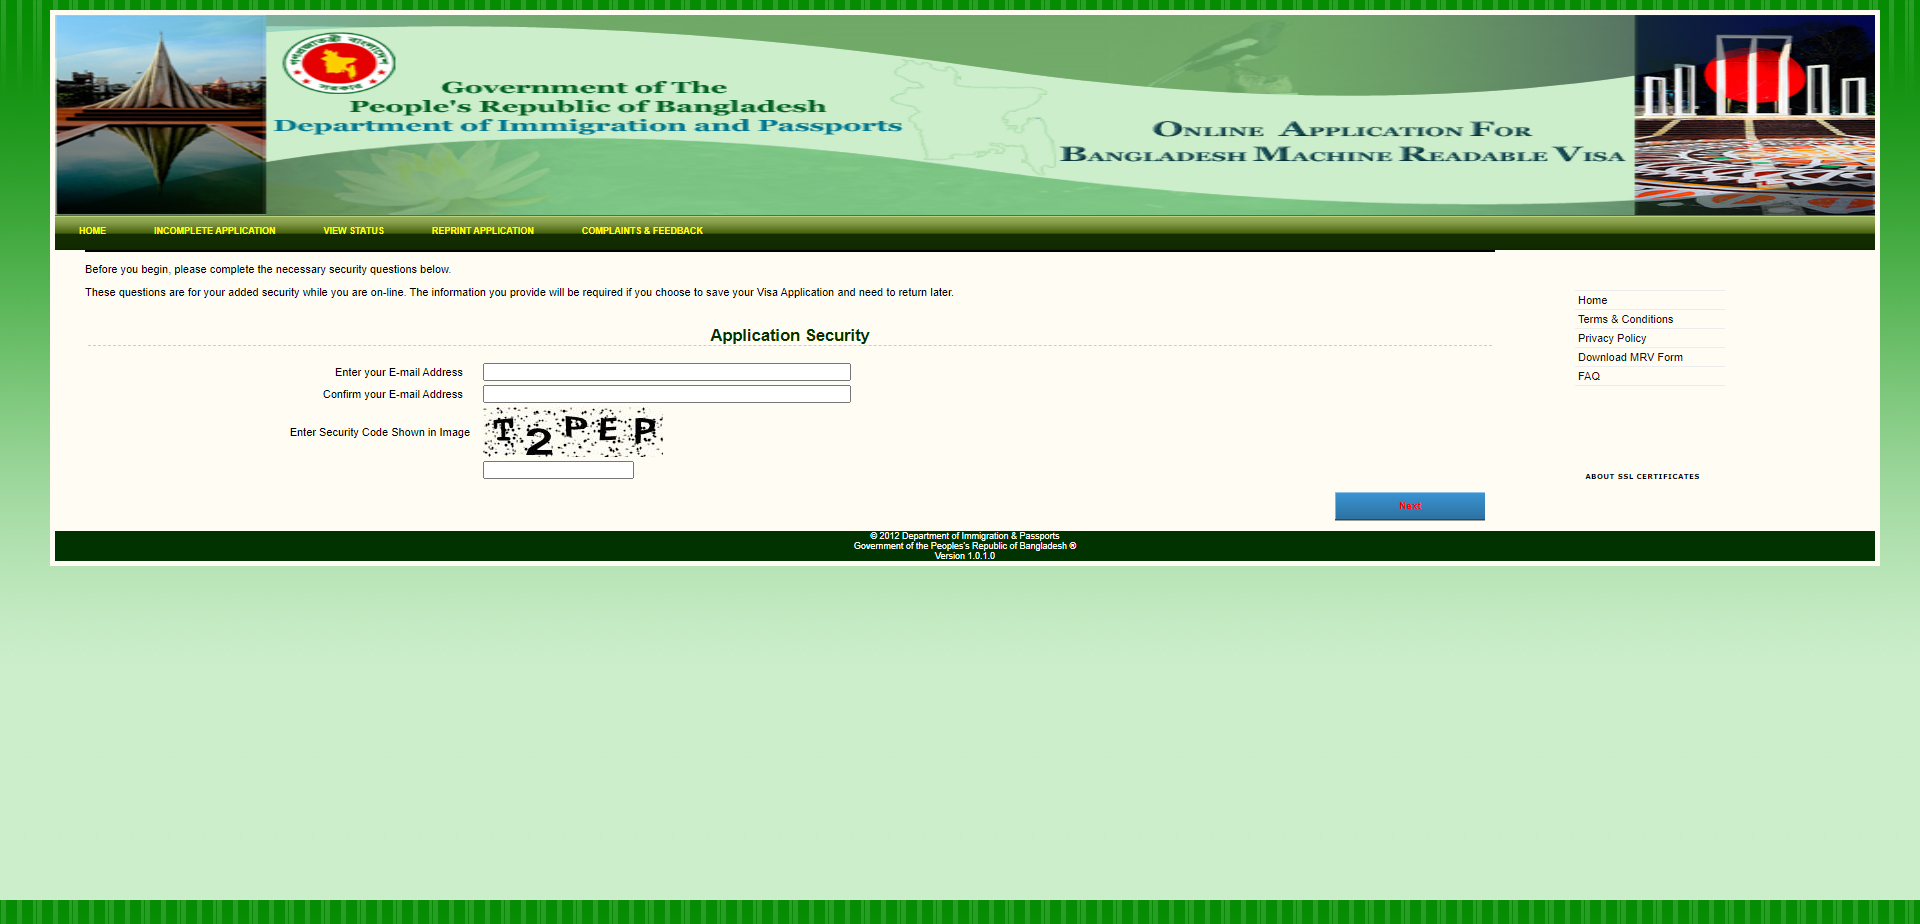 গণপ্রজাতন্ত্রী বাংলাদেশ
সরকার
Government of The
People's Republic of Bangladesh
Department of Immigration and Passports
Online Application For
Bangladesh Machine Readable Visa
HOME INCOMPLETE APPLICATION VIEW STATUS REPRINT APPLICATION COMPLAINTS & FEEDBACK
Before you begin, please complete the necessary security questions below.
These questions are for your added security while you are on-line. The information you provide will be required if you choose to save your Visa Application and need to return later.
Home
Terms & Conditions
Privacy Policy
Download MRV Form
FAQ
Application Security
Enter your E-mail Address
Confirm your E-mail Address
Enter Security Code Shown in Image
T2PEP
ABOUT SSL CERTIFICATES
Next
© 2012 Department of Immigration & Passports
Government of the Peoples's Republic of Bangladesh ®
Version 1.0.1.0